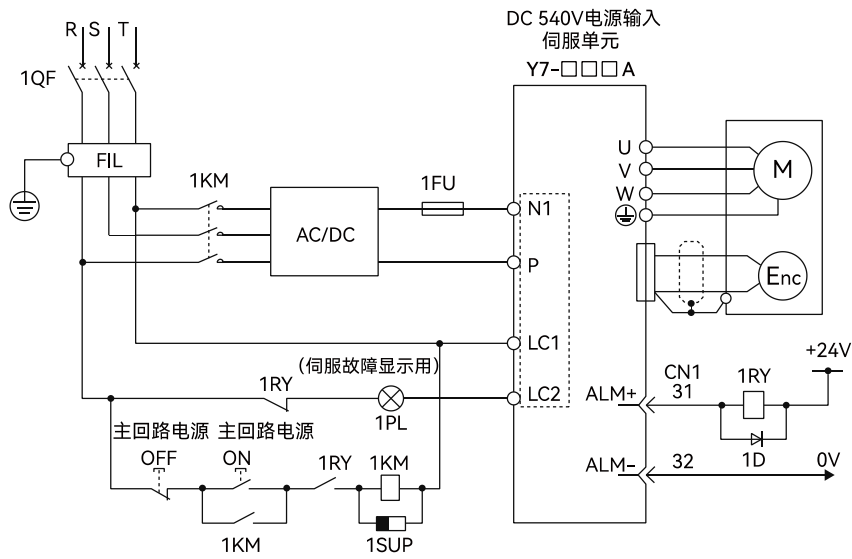 DC 540V电源输入
伺服单元
Y7-□□□A
R S T
1QF
FIL
1KM
1FU
AC/DC
N1
P
LC1
LC2
U
V
W
M
Enc
(伺服故障显示用)
1RY
1PL
主回路电源 主回路电源
OFF ON
1RY 1KM
1KM
1SUP
ALM+
CN1
31
1RY
+24V
1D
ALM-
32
0V